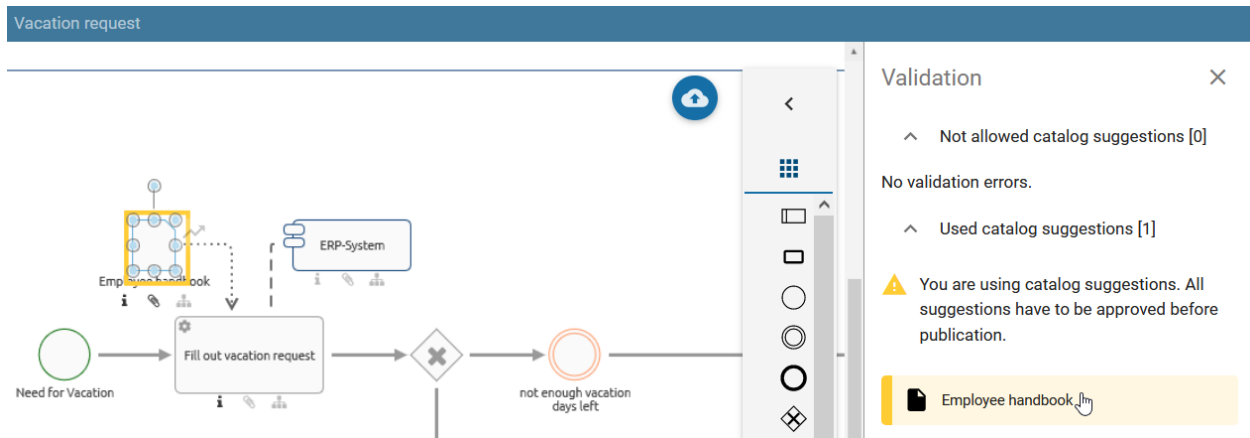 Vacation request
Validation
Not allowed catalog suggestions [0]
No validation errors.
Used catalog suggestions [1]
You are using catalog suggestions. All
suggestions have to be approved before
publication.
Employee handbook
ERP-System
Employee handbook
Fill out vacation request
Need for Vacation
not enough vacation
days left